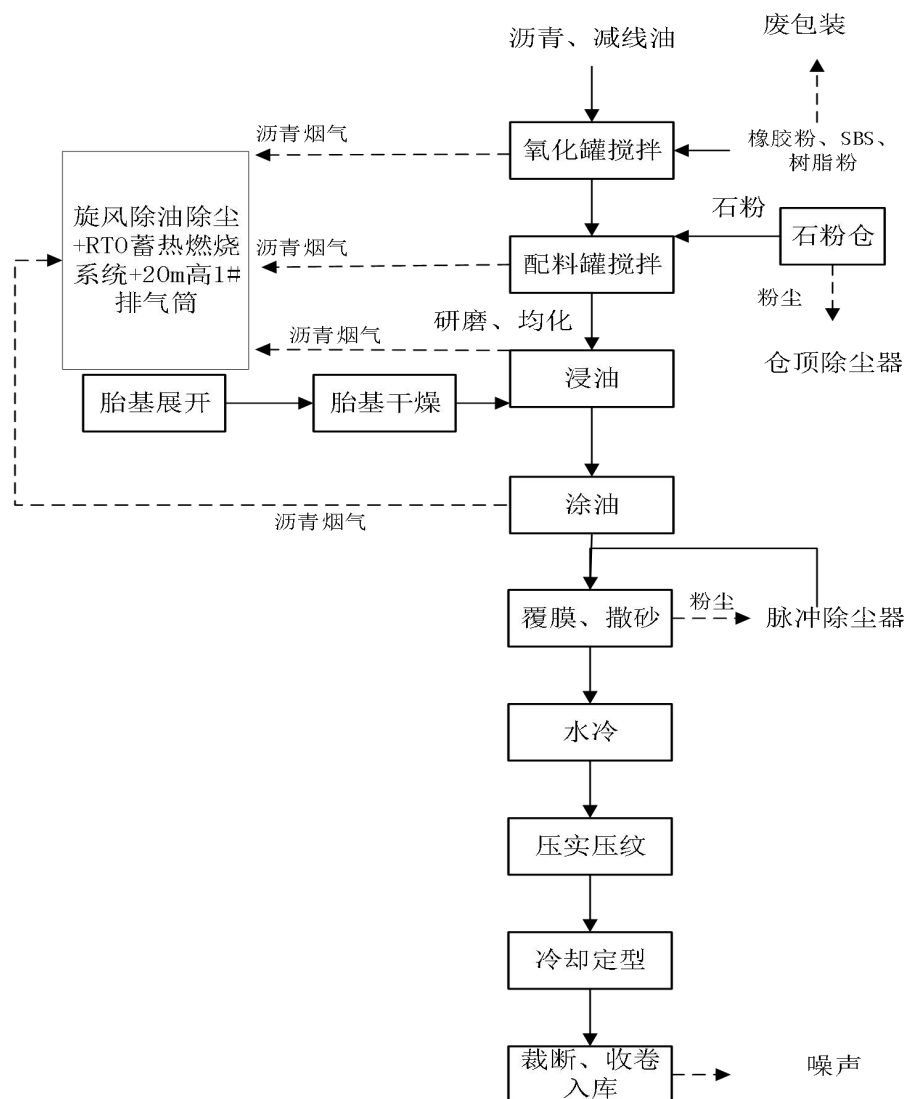 沥青、减线油
废包装
沥青烟气
氧化罐搅拌
橡胶粉、SBS、
树脂粉
旋风除油除尘
+RTO蓄热燃烧
系统+20m高1#
排气筒
石粉
石粉仓
沥青烟气
配料罐搅拌
粉尘
研磨、均化
沥青烟气
仓顶除尘器
浸油
胎基展开
胎基干燥
涂油
沥青烟气
覆膜、撒砂
粉尘
脉冲除尘器
水冷
压实压纹
冷却定型
裁断、收卷
入库
噪声